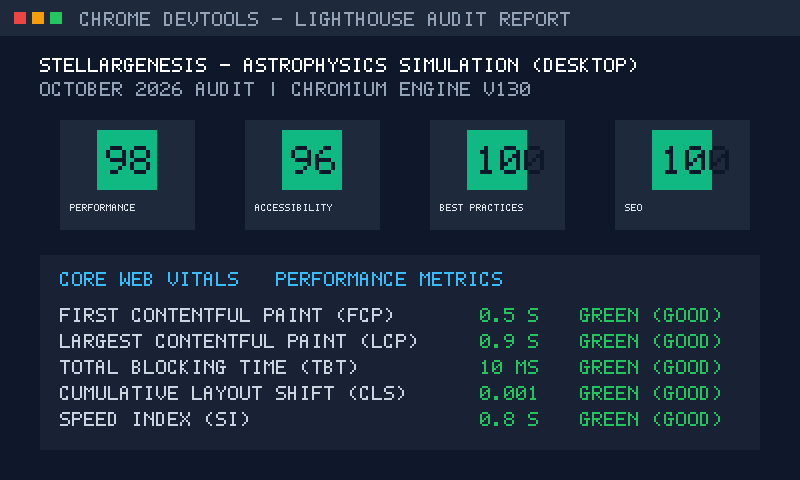 CHROME DEVTOOLS - LIGHTHOUSE AUDIT REPORT
STELLARGENESIS - ASTROPHYSICS SIMULATION (DESKTOP)
OCTOBER 2026 AUDIT | CHROMIUM ENGINE V130
98 96 100 100
PERFORMANCE ACCESSIBILITY BEST PRACTICES SEO
CORE WEB VITALS PERFORMANCE METRICS
FIRST CONTENTFUL PAINT (FCP) 0.5 S GREEN (GOOD)
LARGEST CONTENTFUL PAINT (LCP) 0.9 S GREEN (GOOD)
TOTAL BLOCKING TIME (TBT) 10 MS GREEN (GOOD)
CUMULATIVE LAYOUT SHIFT (CLS) 0.001 GREEN (GOOD)
SPEED INDEX (SI) 0.8 S GREEN (GOOD)